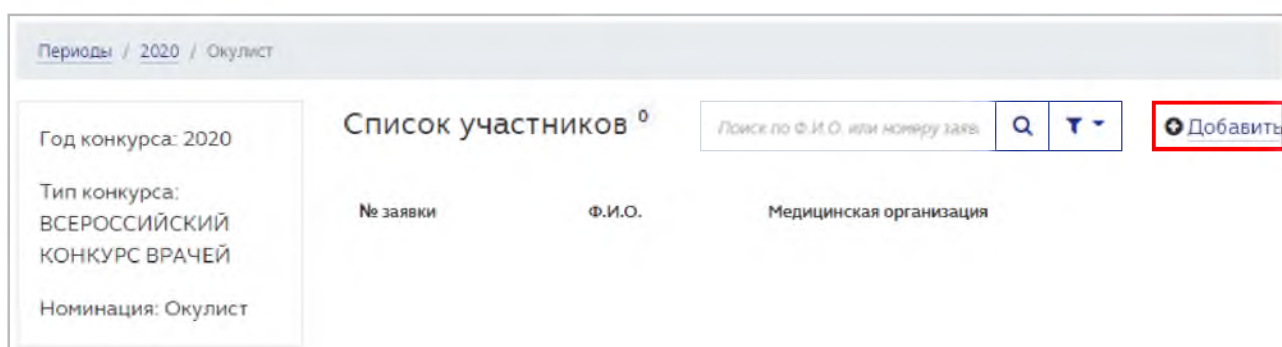 Периоды / 2020 / Окулист
Год конкурса: 2020
Тип конкурса:
ВСЕРОССИЙСКИЙ
КОНКУРС ВРАЧЕЙ
Номинация: Окулист
Список участников 0
Поиск по Ф.И.О. или номеру заяв
Добавить
№ заявки Ф.И.О. Медицинская организация